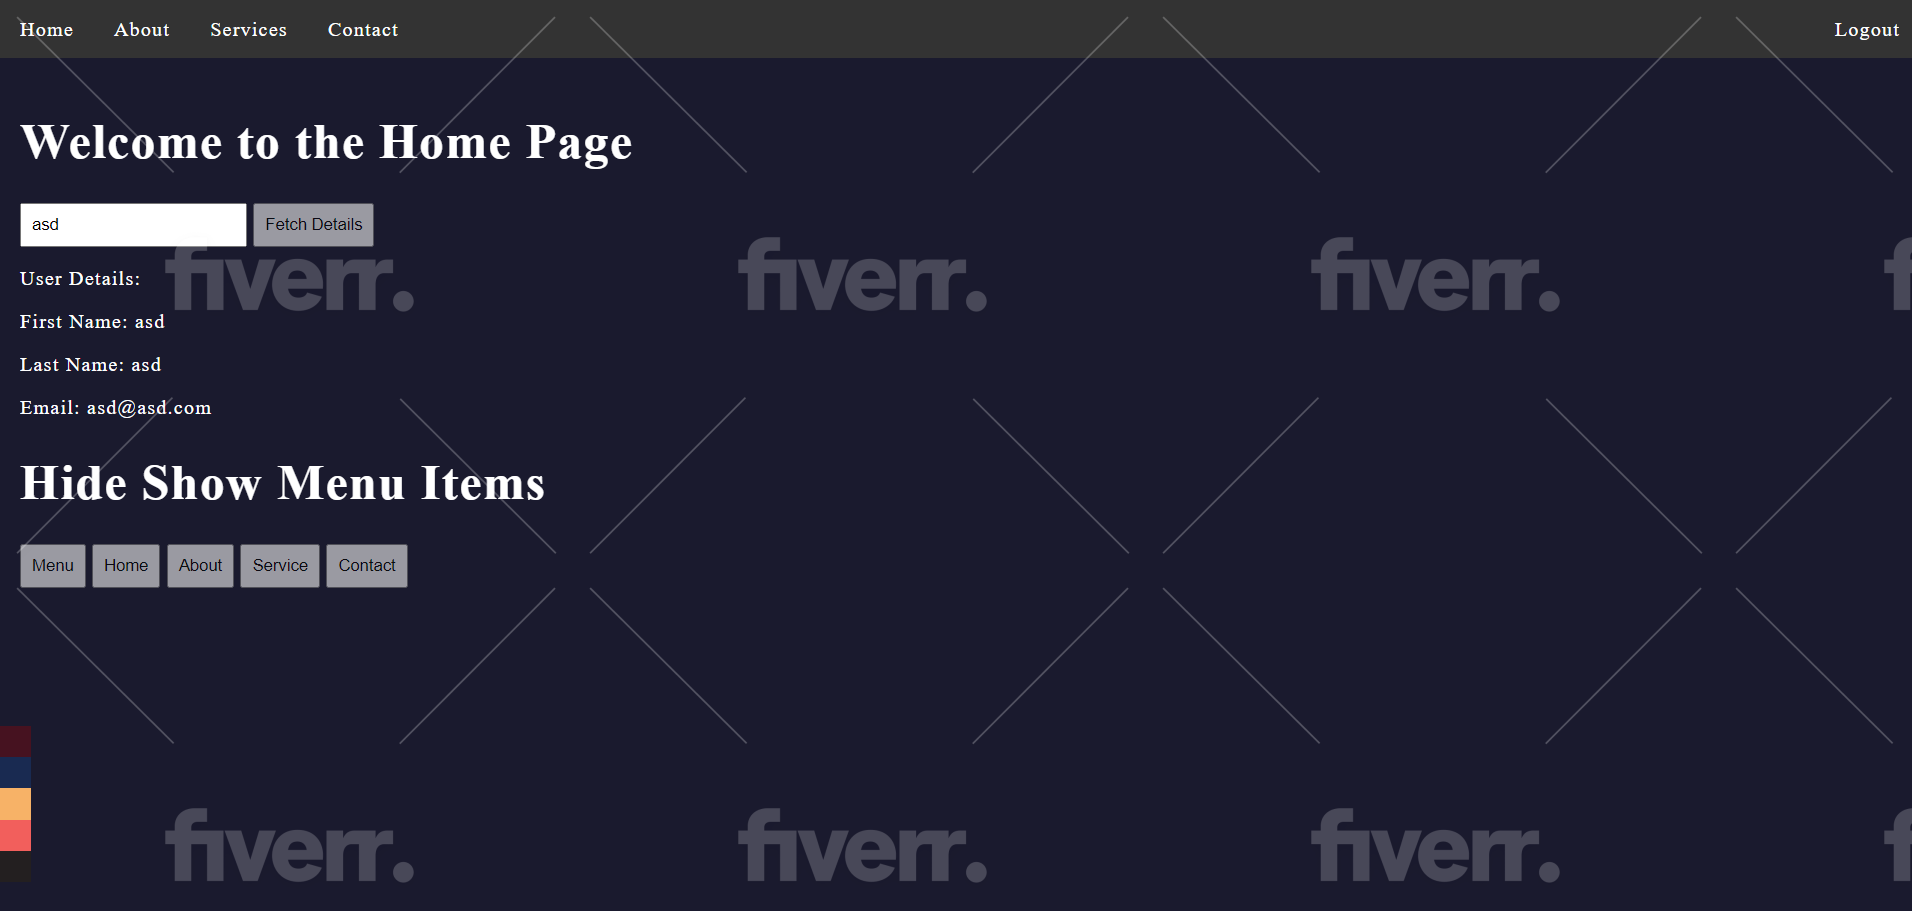 Home About Services Contact Logout
Welcome to the Home Page
asd Fetch Details
User Details:
fiverr. fiverr. fiverr.
First Name: asd
Last Name: asd
Email: asd@asd.com
Hide Show Menu Items
Menu Home About Service Contact
fiverr. fiverr. fiverr.